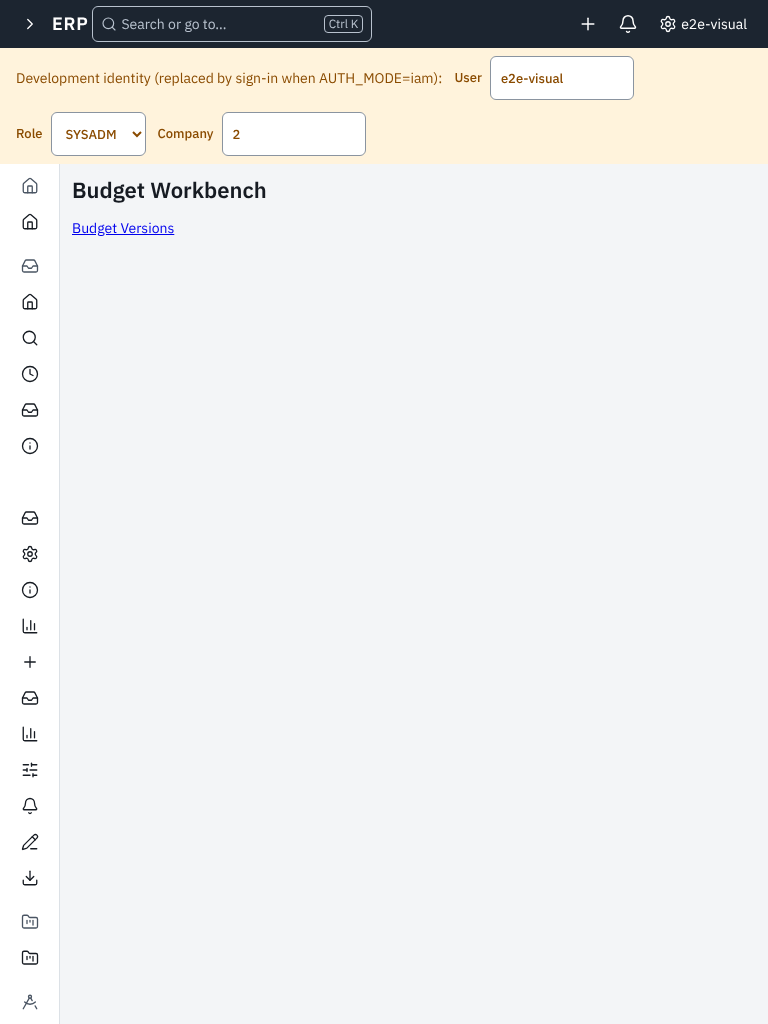 ERP Search or go to... Ctrl K e2e-visual
Development identity (replaced by sign-in when AUTH_MODE=iam): User e2e-visual
Role SYSADM Company 2
Budget Workbench
Budget Versions